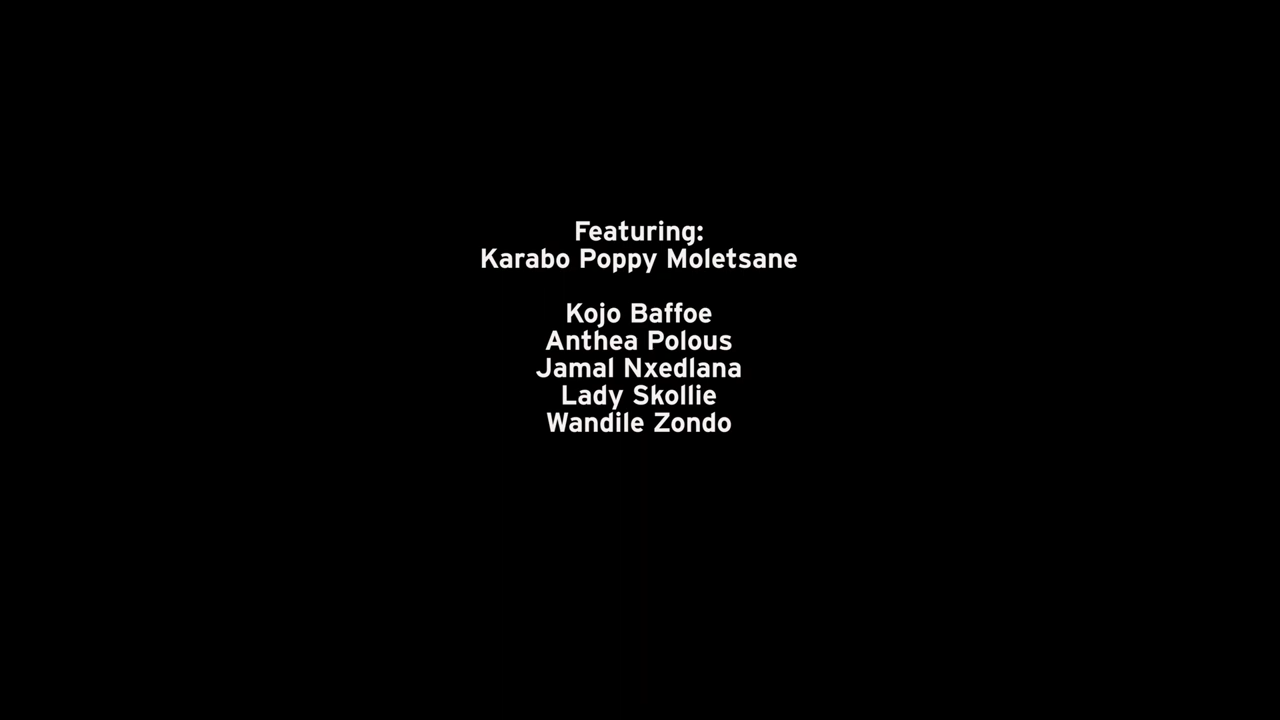 Featuring:
Karabo Poppy Moletsane
Kojo Baffoe
Anthea Polous
Jamal Nxedlana
Lady Skollie
Wandile Zondo